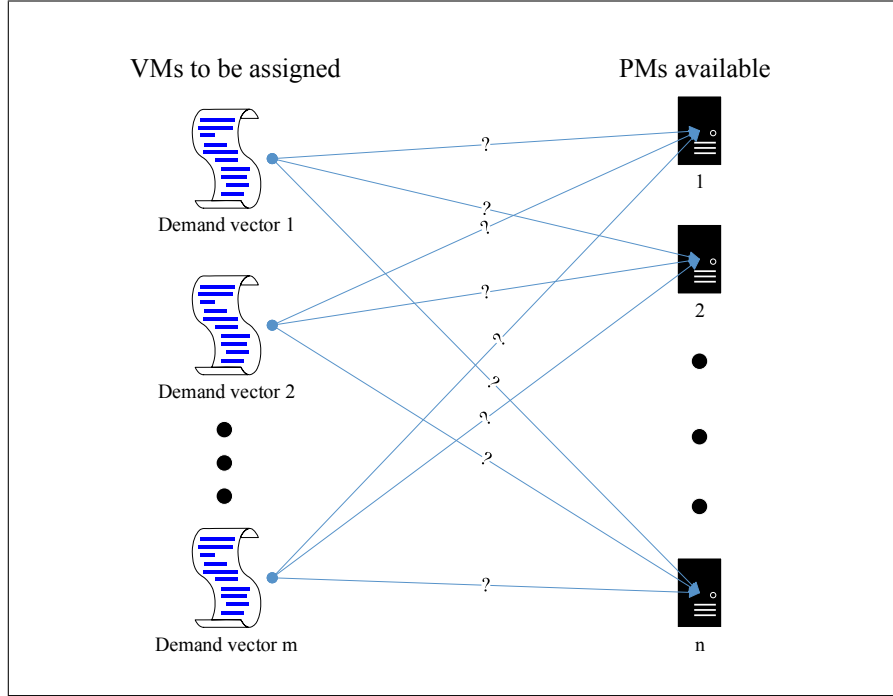 VMs to be assigned
PMs available
?
1
?
Demand vector 1
?
?
2
?
?
Demand vector 2
?
?
?
Demand vector m
n